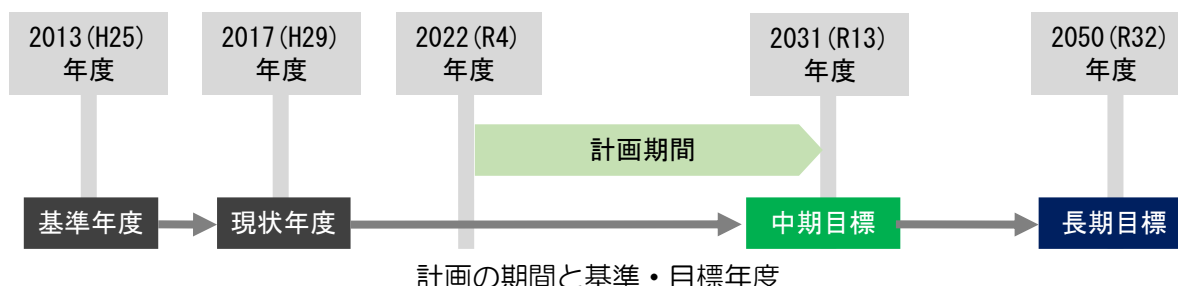 2013(H25)
年度
2017(H29)
年度
2022(R4)
年度
2031(R13)
年度
2050(R32)
年度
計画期間
基準年度
現状年度
中期目標
長期目標
計画の期間と基準・目標年度